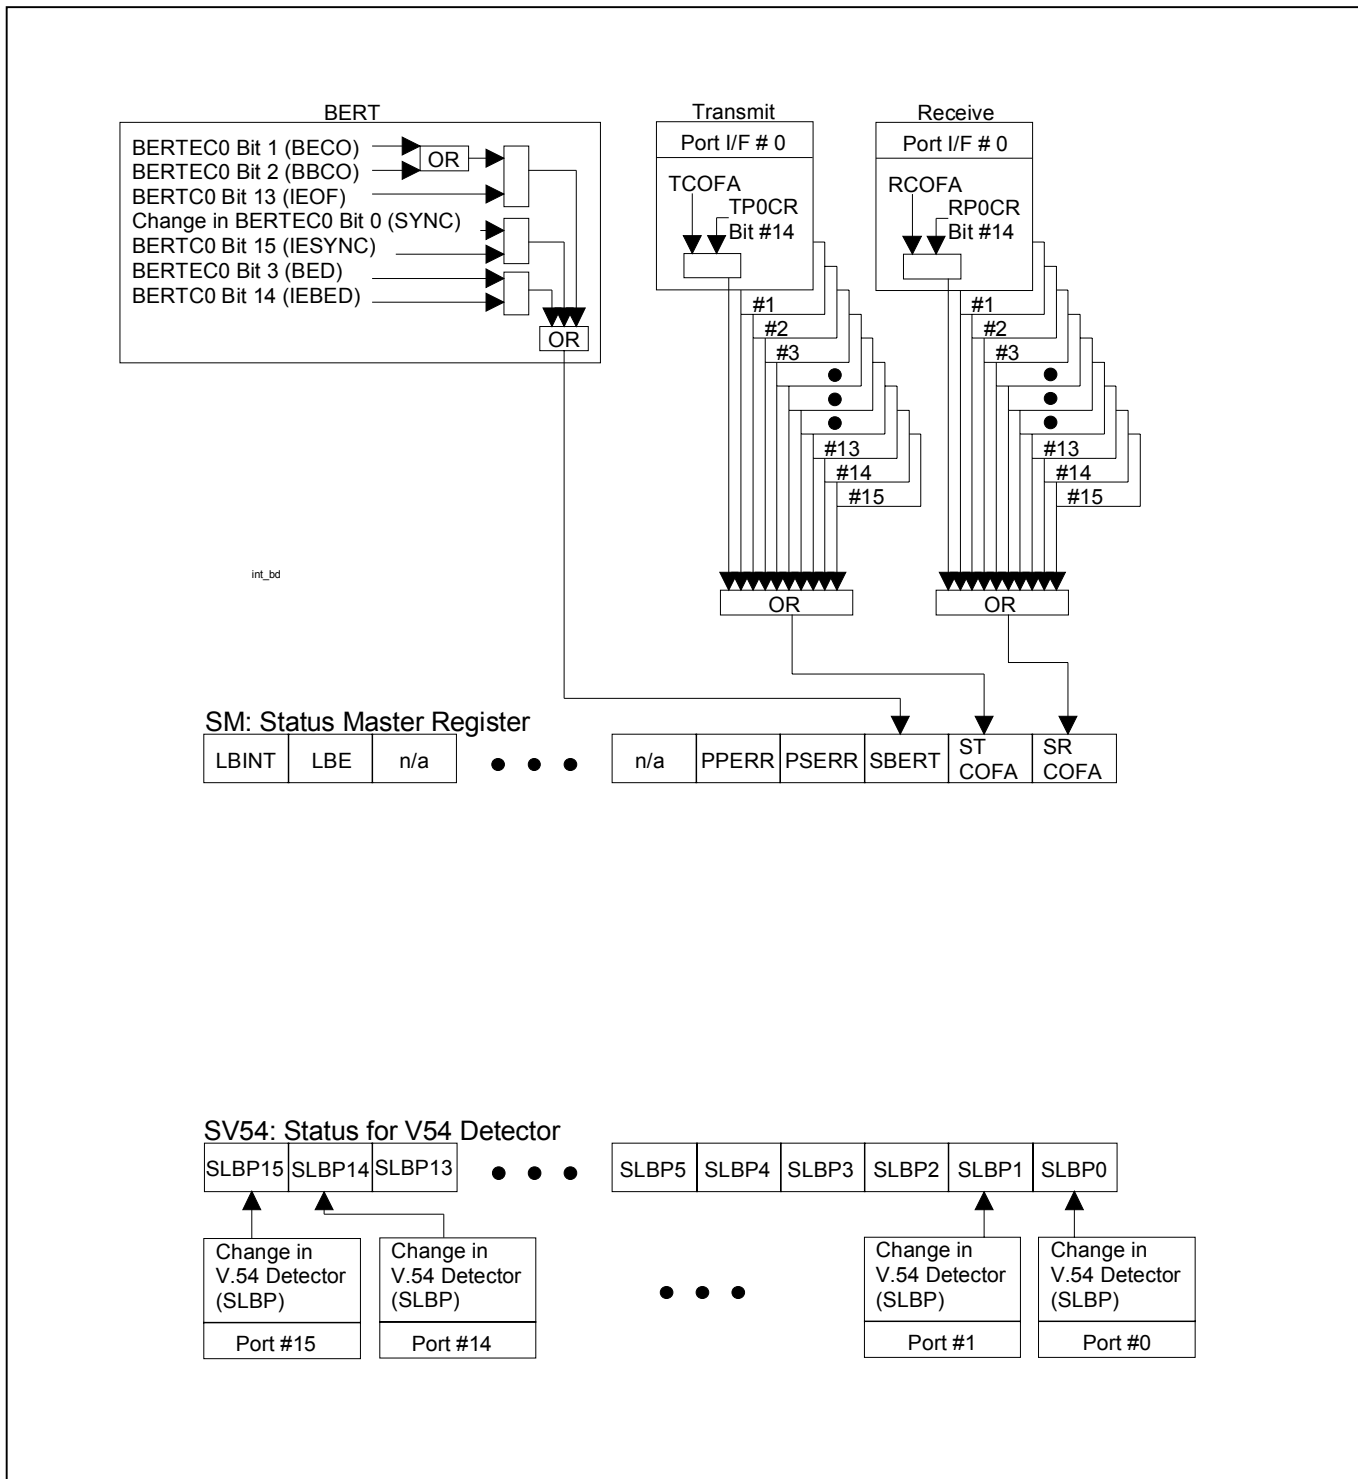 BERT
BERTEC0 Bit 1 (BECO)
BERTEC0 Bit 2 (BBCO)
OR
BERTC0 Bit 13 (IEOF)
Change in BERTEC0 Bit 0 (SYNC)
BERTC0 Bit 15 (IESYNC)
BERTEC0 Bit 3 (BED)
BERTC0 Bit 14 (IEBED)
OR
Transmit
Port I/F # 0
TCOFA
TP0CR
Bit #14
#1
#2
#3
#13
#14
#15
OR
Receive
Port I/F # 0
RCOFA
RP0CR
Bit #14
#1
#2
#3
#13
#14
#15
OR
int_bd
SM: Status Master Register
LBINT
LBE
n/a
n/a
PPERR
PSERR
SBERT
ST
COFA
SR
COFA
SV54: Status for V54 Detector
SLBP15
SLBP14
SLBP13
SLBP5
SLBP4
SLBP3
SLBP2
SLBP1
SLBP0
Change in
V.54 Detector
(SLBP)
Port #15
Change in
V.54 Detector
(SLBP)
Port #14
Change in
V.54 Detector
(SLBP)
Port #1
Change in
V.54 Detector
(SLBP)
Port #0